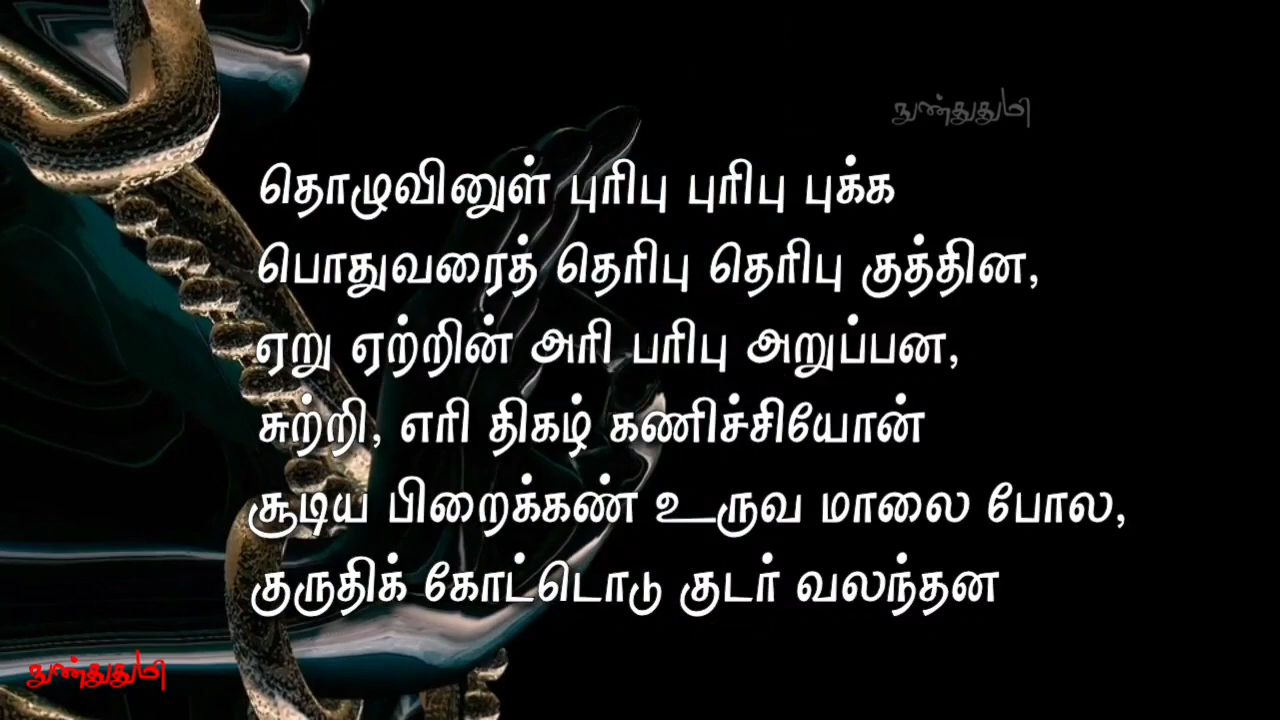 நுண்துதுமி
தொழுவினுள் புரிபு புரிபு புக்க
பொதுவரைத் தெரிபு தெரிபு குத்தின,
ஏறு ஏற்றின் அரி பரிபு அறுப்பன,
சுற்றி, எரி திகழ் கணிச்சியோன்
சூடிய பிறைக்கண் உருவ மாலை போல,
குருதிக் கோட்டொடு குடர் வலந்தன
நுண்துதுமி